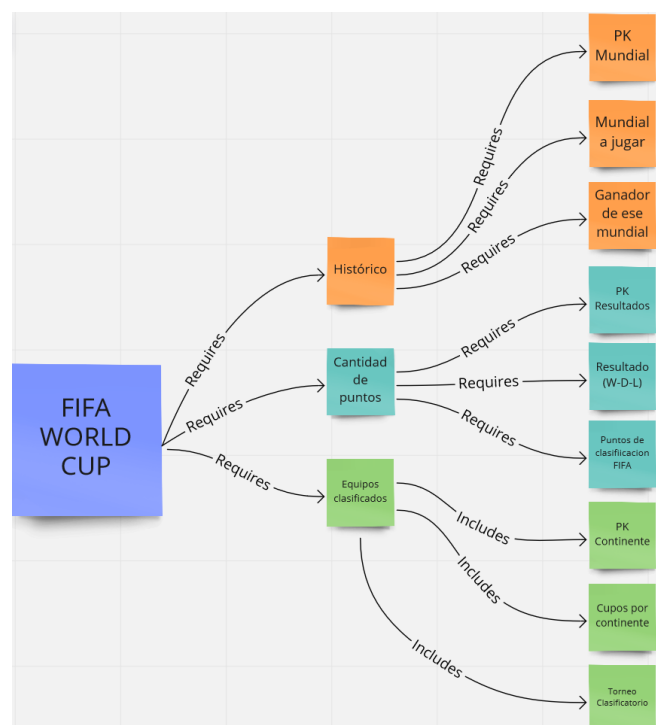 PK
Mundial
Requires
Mundial
a jugar
Requires
Ganador
de ese
mundial
Requires
Histórico
Requires
PK
Resultados
Requires
Cantidad
de
puntos
Requires
Resultado
(W-D-L)
Requires
FIFA
WORLD
CUP
Requires
Puntos de
clasifiicacion
FIFA
Requires
Equipos
clasificados
Includes
PK
Continente
Includes
Cupos por
continente
Includes
Torneo
Clasificatorio